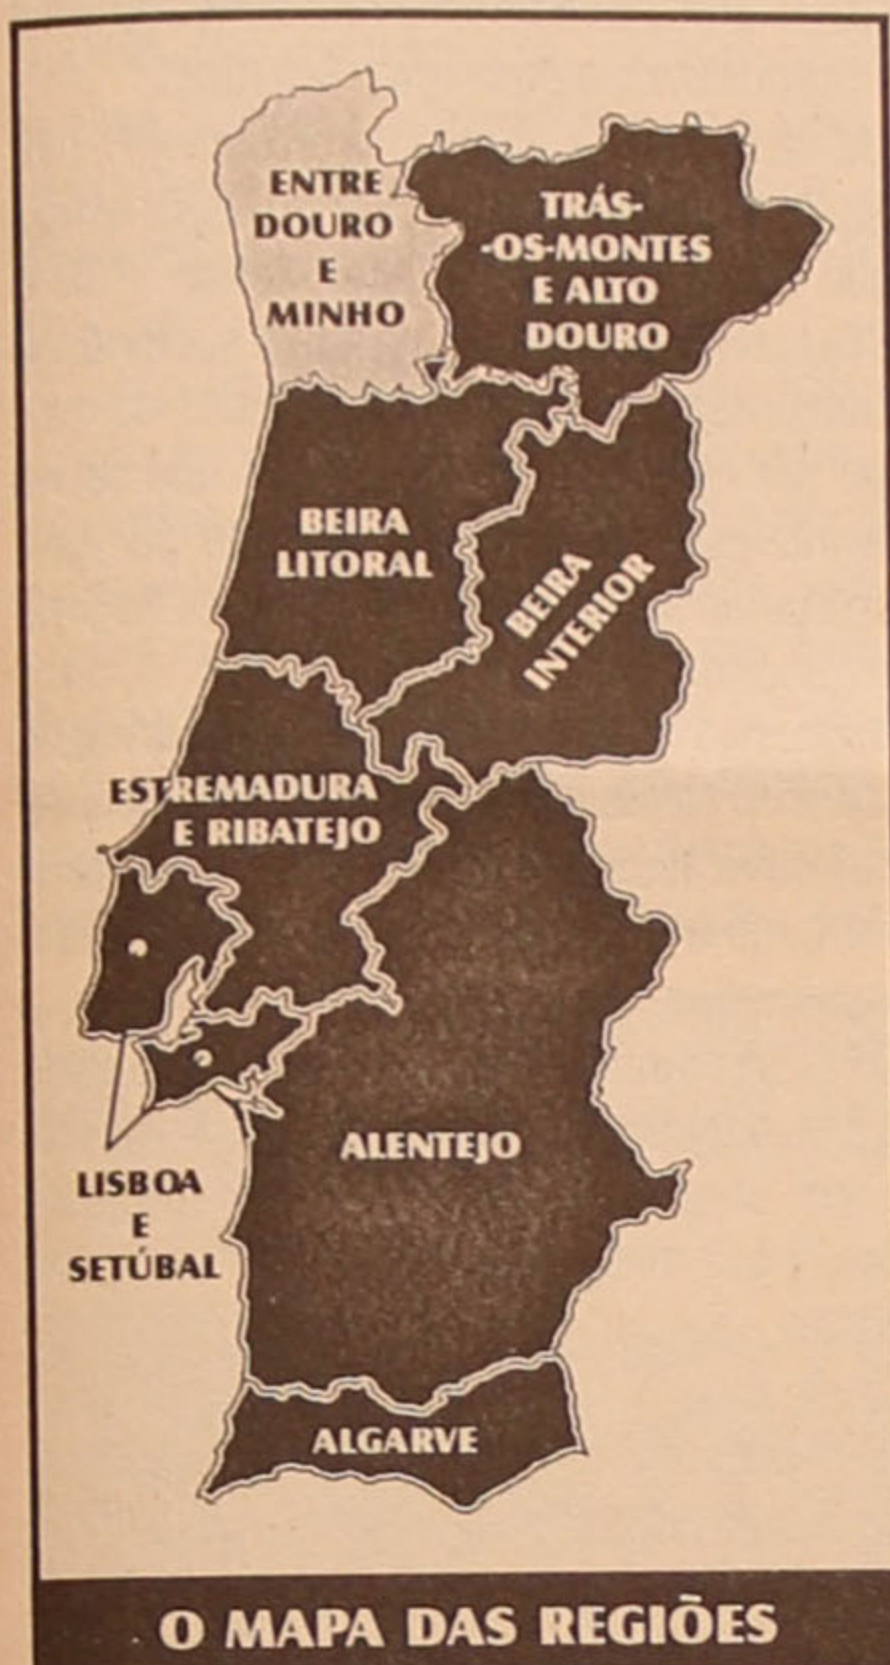 ENTRE
DOURO
E
MINHO
TRÁS-
-OS-MONTES
E ALTO
DOURO
BEIRA
LITORAL
BEIRA
INTERIOR
ESTREMADURA
E RIBATEJO
LISBOA
E
SETÚBAL
ALENTEJO
ALGARVE
O MAPA DAS REGIÕES